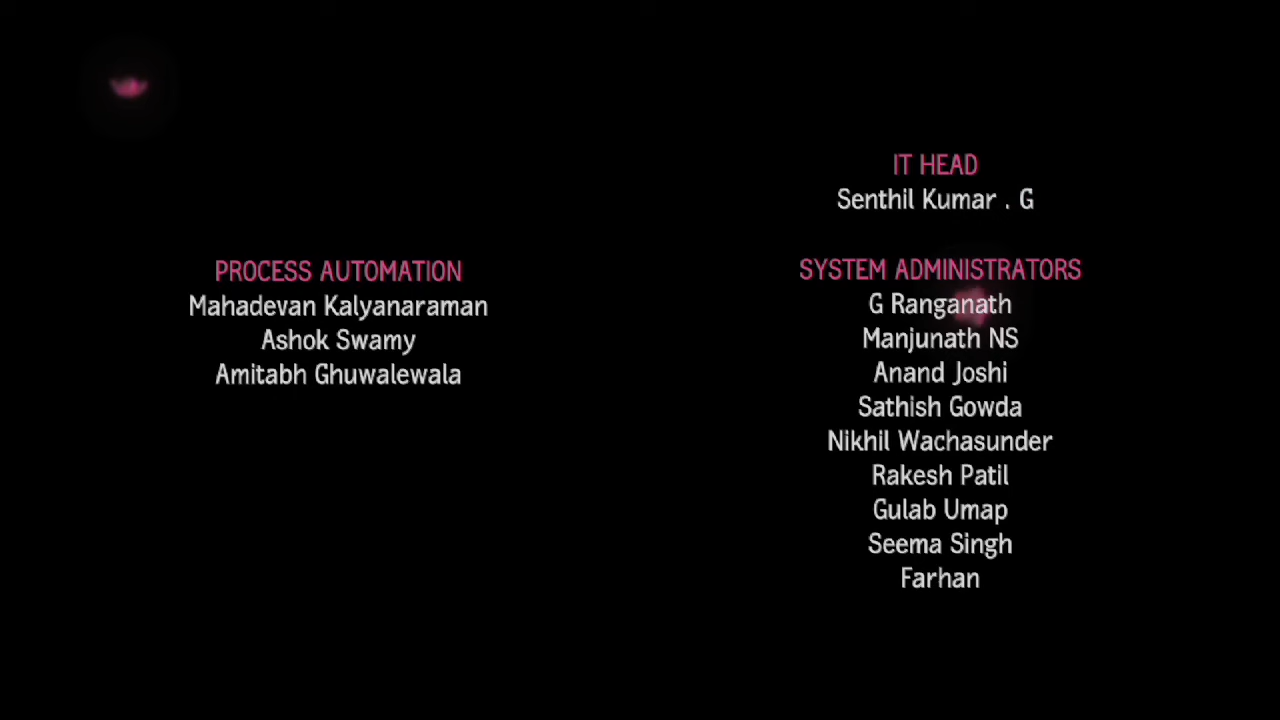 PROCESS AUTOMATION
Mahadevan Kalyanaraman
Ashok Swamy
Amitabh Ghuwalewala
IT HEAD
Senthil Kumar . G
SYSTEM ADMINISTRATORS
G Ranganath
Manjunath NS
Anand Joshi
Sathish Gowda
Nikhil Wachasunder
Rakesh Patil
Gulab Umap
Seema Singh
Farhan